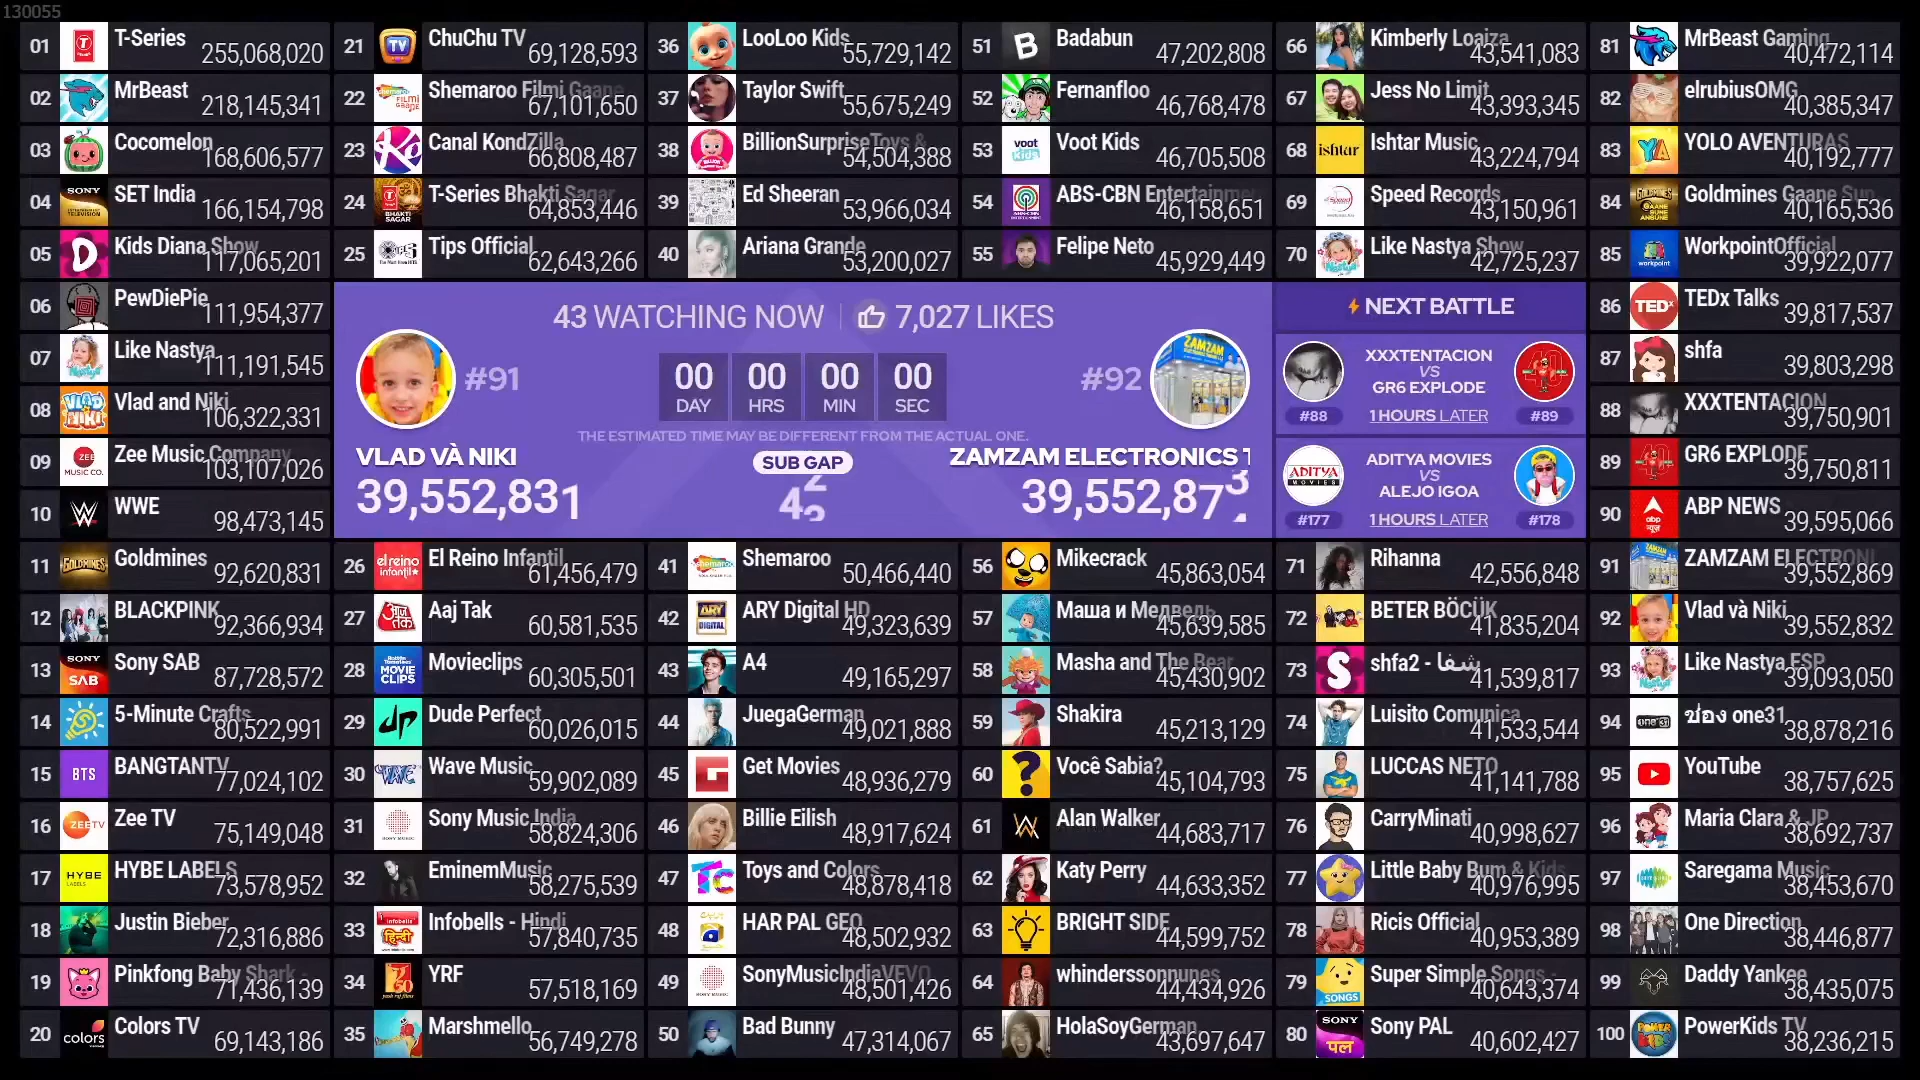 130055
01 T-Series 255,068,020
02 MrBeast 218,145,341
03 Cocomelon 168,606,577
04 SET India 166,154,798
05 Kids Diana Show 117,065,201
06 PewDiePie 111,954,377
07 Like Nastya 111,191,545
08 Vlad and Niki 106,322,331
09 Zee Music Company 103,107,026
10 WWE 98,473,145
11 Goldmines 92,620,831
12 BLACKPINK 92,366,934
13 Sony SAB 87,728,572
14 5-Minute Crafts 80,522,991
15 BANGTANTV 77,024,102
16 Zee TV 75,149,048
17 HYBE LABELS 73,578,952
18 Justin Bieber 72,316,886
19 Pinkfong Baby Shark - 71,436,139
20 Colors TV 69,143,186
21 ChuChu TV 69,128,593
22 Shemaroo Filmi Gaane 67,101,650
23 Canal KondZilla 66,808,487
24 T-Series Bhakti Sagar 64,853,446
25 Tips Official 62,643,266
36 LooLoo Kids 55,729,142
37 Taylor Swift 55,675,249
38 BillionSurpriseToys & 54,504,388
39 Ed Sheeran 53,966,034
40 Ariana Grande 53,200,027
51 Badabun 47,202,808
52 Fernanfloo 46,768,478
53 Voot Kids 46,705,508
54 ABS-CBN Entertainme 46,158,651
55 Felipe Neto 45,929,449
66 Kimberly Loaiza 43,541,083
67 Jess No Limit 43,393,345
68 Ishtar Music 43,224,794
69 Speed Records 43,150,961
70 Like Nastya Show 42,725,237
43 WATCHING NOW 7,027 LIKES
#91
00 DAY 00 HRS 00 MIN 00 SEC
#92
THE ESTIMATED TIME MAY BE DIFFERENT FROM THE ACTUAL ONE.
VLAD VÀ NIKI
39,552,831
SUB GAP
ZAMZAM ELECTRONICS
39,552,87
NEXT BATTLE
XXXTENTACION
VS
GR6 EXPLODE
#88 1 HOURS LATER #89
ADITYA MOVIES
VS
ALEJO IGOA
#177 1 HOURS LATER #178
26 El Reino Infantil 61,456,479
27 Aaj Tak 60,581,535
28 Movieclips 60,305,501
29 Dude Perfect 60,026,015
30 Wave Music 59,902,089
31 Sony Music India 58,824,306
32 EminemMusic 58,275,539
33 Infobells - Hindi 57,840,735
34 YRF 57,518,169
35 Marshmello 56,749,278
41 Shemaroo 50,466,440
42 ARY Digital HD 49,323,639
43 A4 49,165,297
44 JuegaGerman 49,021,888
45 Get Movies 48,936,279
46 Billie Eilish 48,917,624
47 Toys and Colors 48,878,418
48 HAR PAL GEO 48,502,932
49 SonyMusicIndiaVEVO 48,501,426
50 Bad Bunny 47,314,067
56 Mikecrack 45,863,054
57 Маша и Медведь 45,639,585
58 Masha and The Bear 45,430,902
59 Shakira 45,213,129
60 Você Sabia? 45,104,793
61 Alan Walker 44,683,717
62 Katy Perry 44,633,352
63 BRIGHT SIDE 44,599,752
64 whinderssonnunes 44,434,926
65 HolaSoyGerman 43,697,647
71 Rihanna 42,556,848
72 BETER BÖCÜK 41,835,204
73 shfa2 - شفا 41,539,817
74 Luisito Comunica 41,533,544
75 LUCCAS NETO 41,141,788
76 CarryMinati 40,998,627
77 Little Baby Bum & Kids 40,976,995
78 Ricis Official 40,953,389
79 Super Simple Songs - 40,643,374
80 Sony PAL 40,602,427
81 MrBeast Gaming 40,472,114
82 elrubiusOMG 40,385,347
83 YOLO AVENTURAS 40,192,777
84 Goldmines Gaane Sun 40,165,536
85 WorkpointOfficial 39,922,077
86 TEDx Talks 39,817,537
87 shfa 39,803,298
88 XXXTENTACION 39,750,901
89 GR6 EXPLODE 39,750,811
90 ABP NEWS 39,595,066
91 ZAMZAM ELECTRONI 39,552,869
92 Vlad và Niki 39,552,832
93 Like Nastya ESP 39,093,050
94 ช่อง one31 38,878,216
95 YouTube 38,757,625
96 Maria Clara & JP 38,692,737
97 Saregama Music 38,453,670
98 One Direction 38,446,877
99 Daddy Yankee 38,435,075
100 PowerKids TV 38,236,215